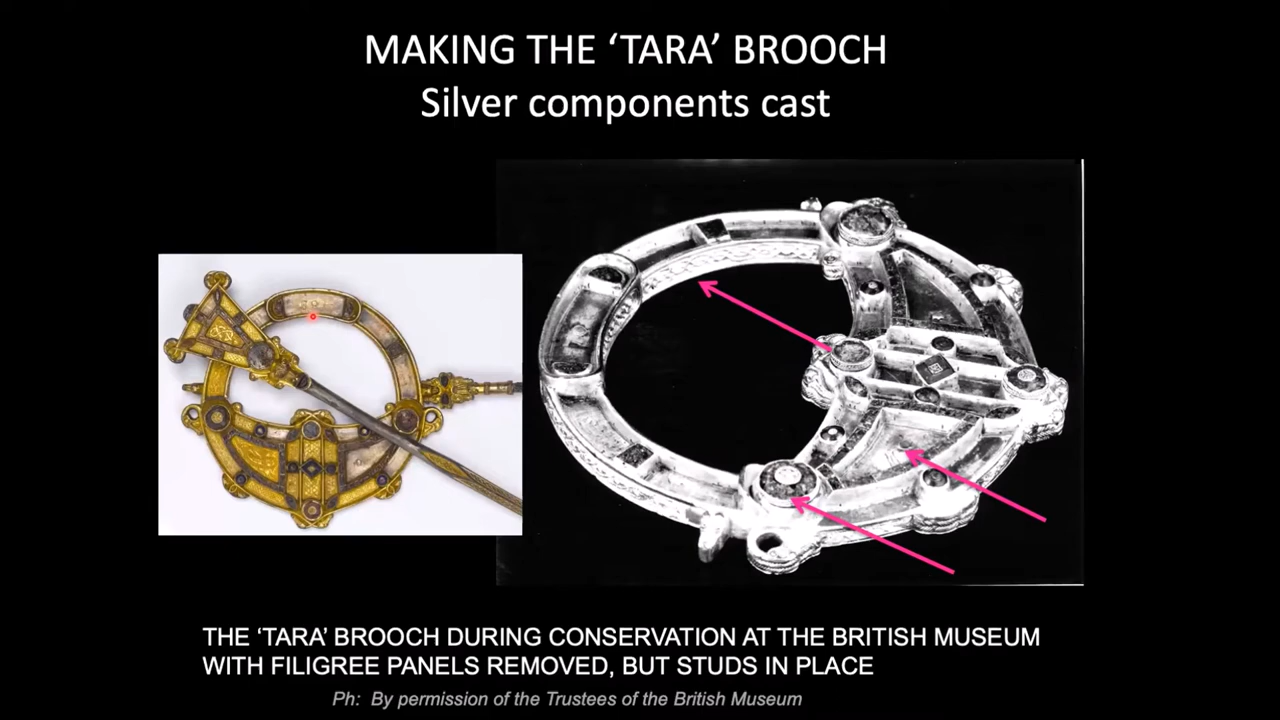 MAKING THE ‘TARA’ BROOCH
Silver components cast
THE ‘TARA’ BROOCH DURING CONSERVATION AT THE BRITISH MUSEUM
WITH FILIGREE PANELS REMOVED, BUT STUDS IN PLACE
Ph: By permission of the Trustees of the British Museum